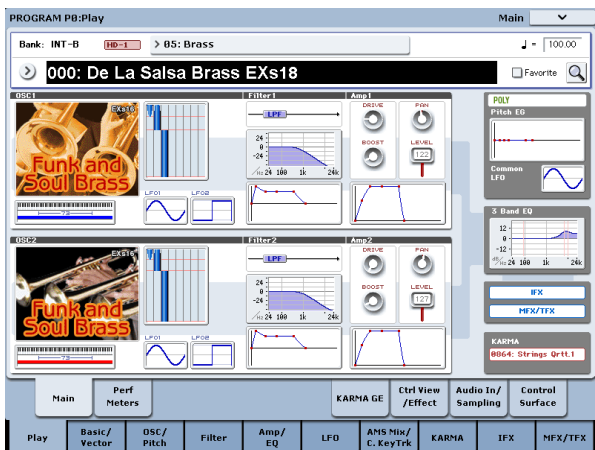 PROGRAM P0:Play
Main
Bank: INT-B
HD-1
05: Brass
♩ = 100.00
000: De La Salsa Brass EXs18
Favorite
OSC1
Filter1
Amp1
EXs16
Funk and
Soul Brass
73
LFO1
LFO2
LPF
24
0
-24
/Hz 24 100 1k 24k
DRIVE
PAN
BOOST
LEVEL
122
POLY
Pitch EG
Common
LFO
3 Band EQ
12
0
-12
dB/Hz 24 100 1k 24k
IFX
MFX/TFX
KARMA
0864: Strings Qrtt.1
OSC2
Filter2
Amp2
EXs16
Funk and
Soul Brass
73
LFO1
LFO2
LPF
24
0
-24
/Hz 24 100 1k 24k
DRIVE
PAN
BOOST
LEVEL
127
Main
Perf
Meters
KARMA GE
Ctrl View
/Effect
Audio In/
Sampling
Control
Surface
Play
Basic/
Vector
OSC/
Pitch
Filter
Amp/
EQ
LFO
AMS Mix/
C. KeyTrk
KARMA
IFX
MFX/TFX